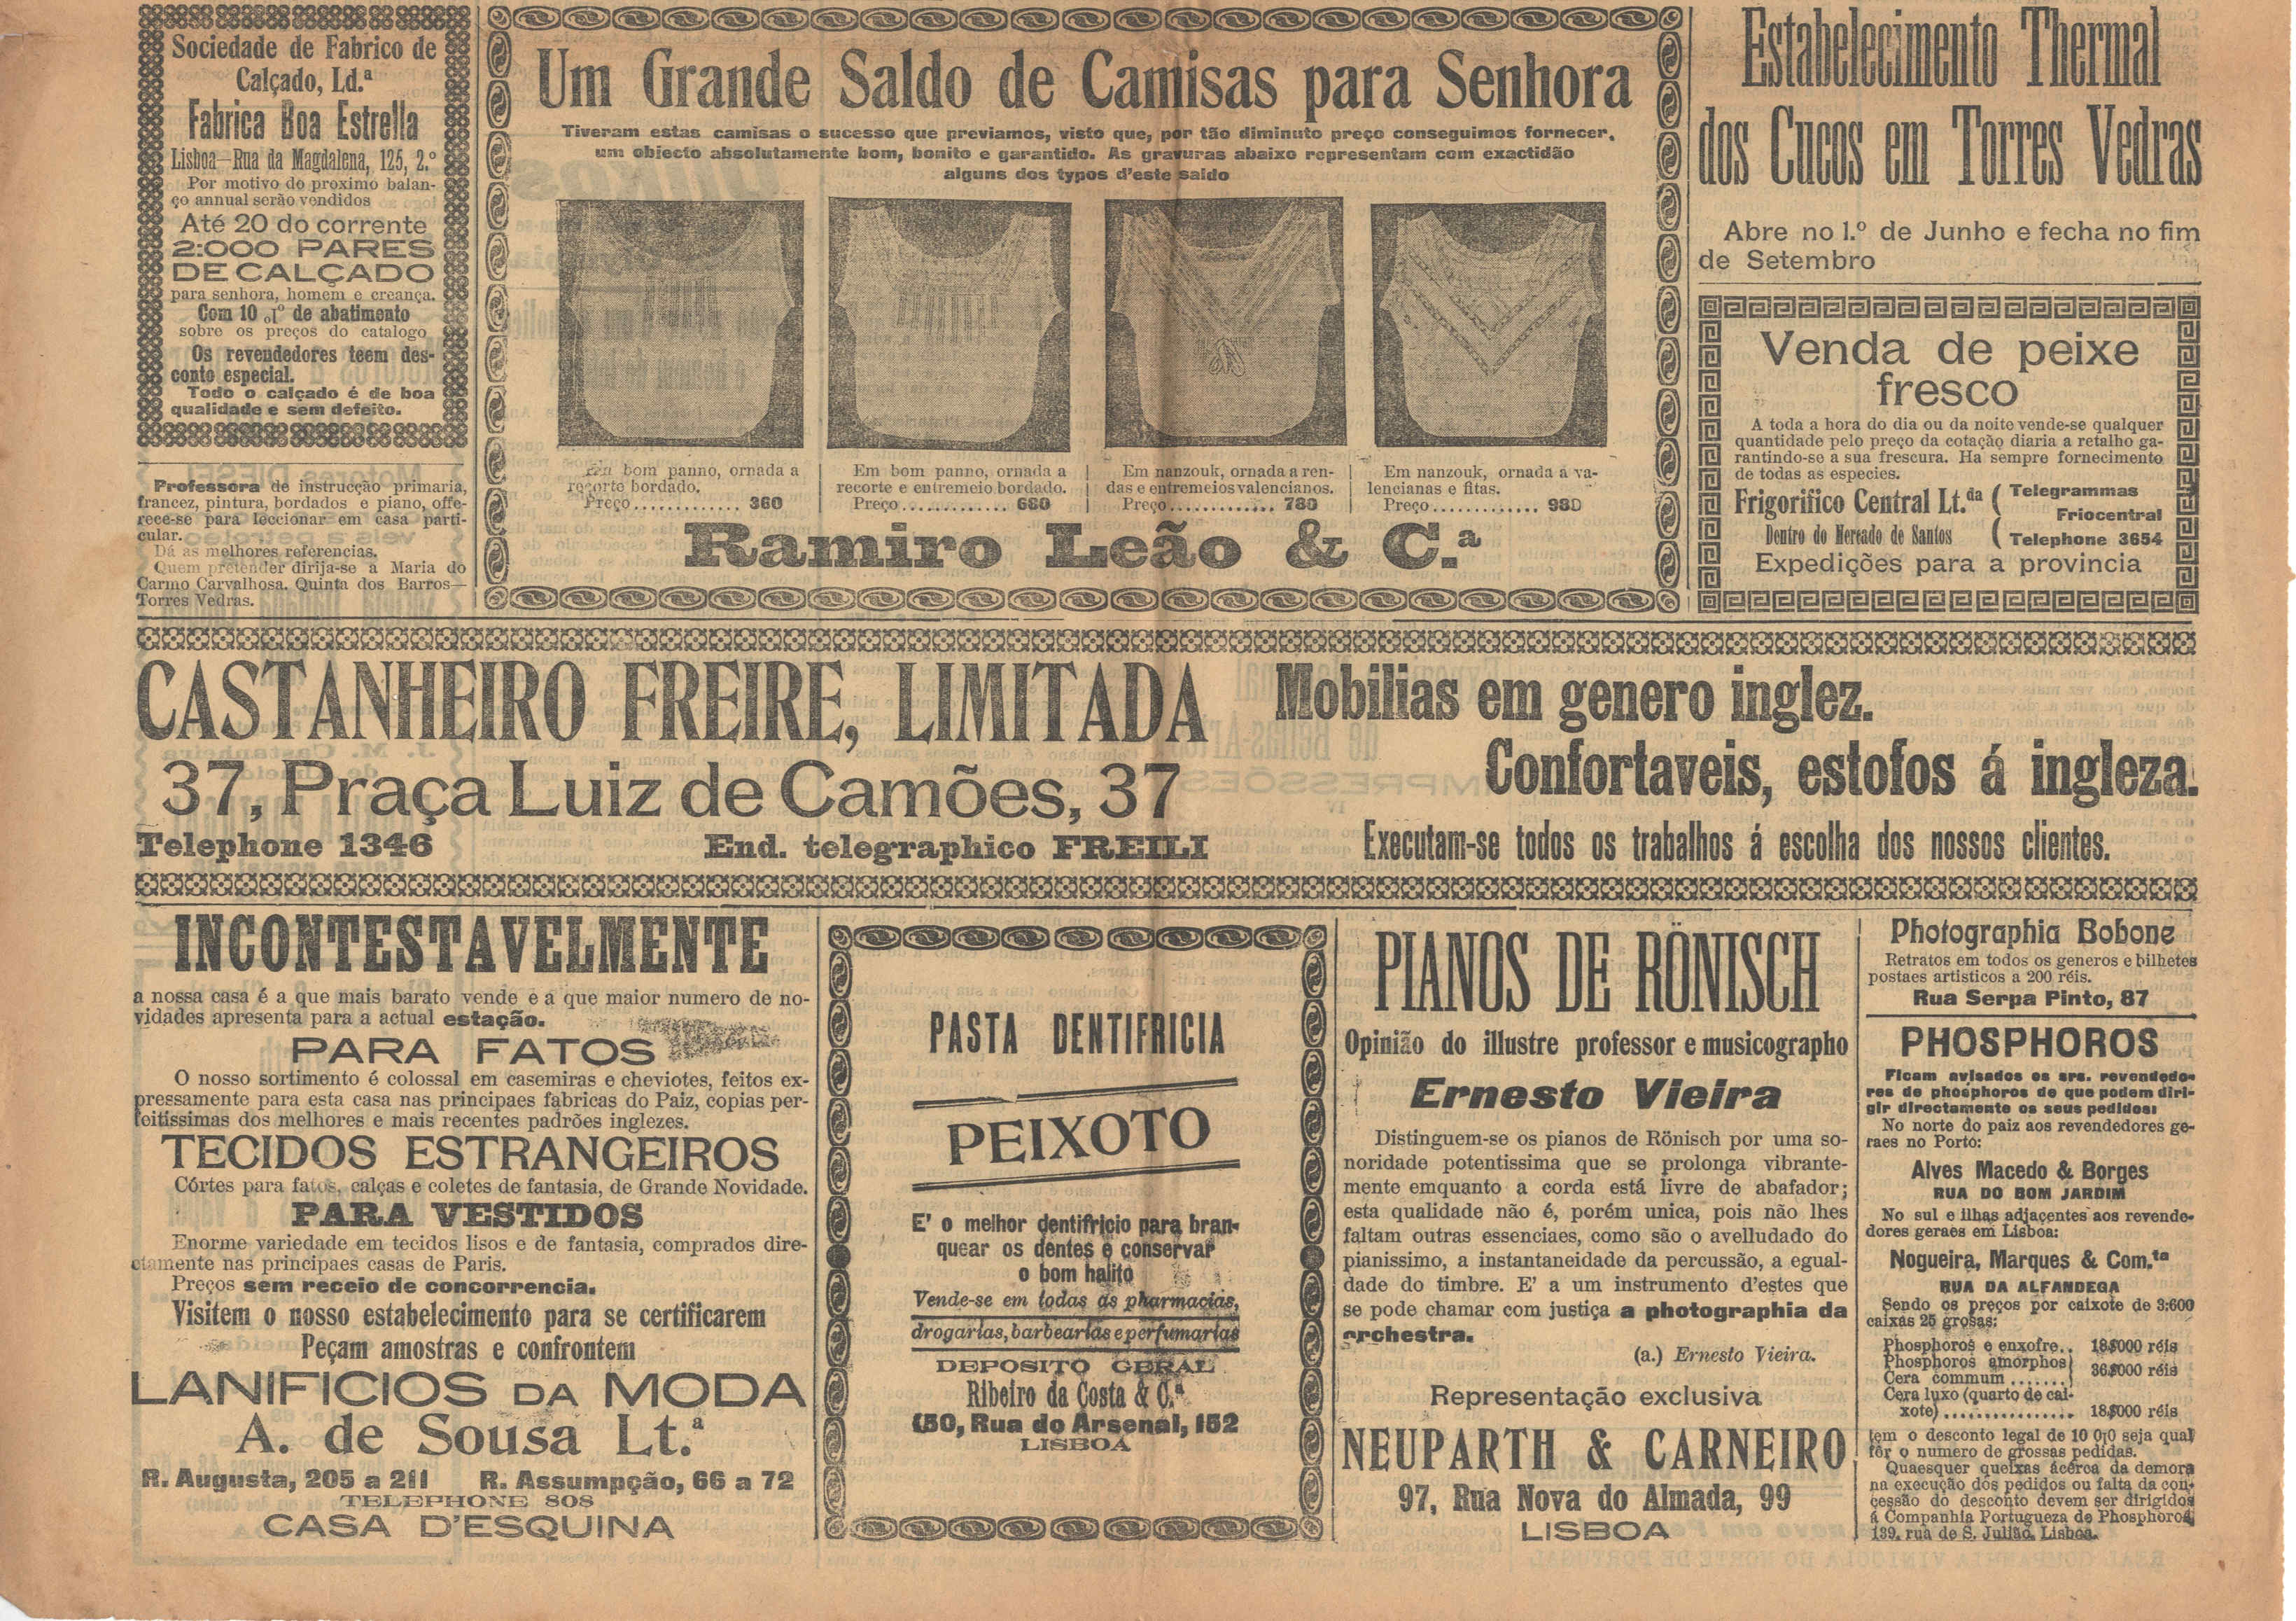 Sociedade de Fabrico de
Calçado, Ld.ª
Fabrica Boa Estrella
Lisboa—Rua da Magdalena, 125, 2.º
Por motivo do proximo balan-
ço annual serão vendidos
Até 20 do corrente
2:000 PARES
DE CALÇADO
para senhora, homem e creança.
Com 10 o|º de abatimento
sobre os preços do catalogo
Os revendedores teem des-
conto especial.
Todo o calçado é de boa
qualidade e sem defeito.
Professora de instrucção primaria,
francez, pintura, bordados e piano, offe-
rece-se para leccionar em casa parti-
cular.
Dá as melhores referencias.
Quem pretender dirija-se a Maria do
Carmo Carvalhosa. Quinta dos Barros—
Torres Vedras.
Um Grande Saldo de Camisas para Senhora
Tiveram estas camisas o sucesso que previamos, visto que, por tão diminuto preço conseguimos fornecer,
um objecto absolutamente bom, bonito e garantido. As gravuras abaixo representam com exactidão
alguns dos typos d'este saldo
Em bom panno, ornada a
recorte bordado.
Preço............. 360
Em bom panno, ornada a
recorte e entremeio bordado.
Preço............. 660
Em nanzouk, ornada a ren-
das e entremeios valencianos.
Preço............. 780
Em nanzouk, ornada a va-
lencianas e fitas.
Preço............. 980
Ramiro Leão & C.ª
Estabelecimento Thermal
dos Cucos em Torres Vedras
Abre no 1.º de Junho e fecha no fim
de Setembro
Venda de peixe
fresco
A toda a hora do dia ou da noite vende-se qualquer
quantidade pelo preço da cotação diaria a retalho ga-
rantindo-se a sua frescura. Ha sempre fornecimento
de todas as especies.
Frigorifico Central Lt.da
Dentro do Mercado de Santos
Telegrammas
Friocentral
Telephone 3654
Expedições para a provincia
CASTANHEIRO FREIRE, LIMITADA
37, Praça Luiz de Camões, 37
Telephone 1346 End. telegraphico FREILI
Mobilias em genero inglez.
Confortaveis, estofos á ingleza.
Executam-se todos os trabalhos á escolha dos nossos clientes.
INCONTESTAVELMENTE
a nossa casa é a que mais barato vende e a que maior numero de no-
vidades apresenta para a actual estação.
PARA FATOS
O nosso sortimento é colossal em casemiras e cheviotes, feitos ex-
pressamente para esta casa nas principaes fabricas do Paiz, copias per-
feitissimas dos melhores e mais recentes padrões inglezes.
TECIDOS ESTRANGEIROS
Córtes para fatos, calças e coletes de fantasia, de Grande Novidade.
PARA VESTIDOS
Enorme variedade em tecidos lisos e de fantasia, comprados dire-
ctamente nas principaes casas de Paris.
Preços sem receio de concorrencia.
Visitem o nosso estabelecimento para se certificarem
Peçam amostras e confrontem
LANIFICIOS DA MODA
A. de Sousa Lt.ª
R. Augusta, 205 a 211 R. Assumpção, 66 a 72
TELEPHONE 808
CASA D'ESQUINA
PASTA DENTIFRICIA
PEIXOTO
E' o melhor dentifricio para bran-
quear os dentes e conservar
o bom halito
Vende-se em todas as pharmacias,
drogarias, barbearias e perfumarias
DEPOSITO GERAL
Ribeiro da Costa & C.ª
150, Rua do Arsenal, 152
LISBOA
PIANOS DE RÖNISCH
Opinião do illustre professor e musicographo
Ernesto Vieira
Distinguem-se os pianos de Rönisch por uma so-
noridade potentissima que se prolonga vibrante-
mente emquanto a corda está livre de abafador;
esta qualidade não é, porém unica, pois não lhes
faltam outras essenciaes, como são o avelludado do
pianissimo, a instantaneidade da percussão, a egual-
dade do timbre. E' a um instrumento d'estes que
se pode chamar com justiça a photographia da
orchestra.
(a.) Ernesto Vieira.
Representação exclusiva
NEUPARTH & CARNEIRO
97, Rua Nova do Almada, 99
LISBOA
Photographia Bobone
Retratos em todos os generos e bilhetes
postaes artisticos a 200 réis.
Rua Serpa Pinto, 87
PHOSPHOROS
Ficam avisados os srs. revendedo-
res de phosphoros de que podem diri-
gir directamente os seus pedidos:
No norte do paiz aos revendedores ge-
raes no Porto:
Alves Macedo & Borges
RUA DO BOM JARDIM
No sul e ilhas adjacentes aos revende-
dores geraes em Lisboa:
Nogueira, Marques & Com.ta
RUA DA ALFANDEGA
Sendo os preços por caixote de 3:600
caixas 25 grosas:
Phosphoros e enxofre.. 18$000 réis
Phosphoros amorphos)
Cera commum .......) 36$000 réis
Cera luxo (quarto de cai-
xote)................ 18$000 réis
tem o desconto legal de 10 0|0 seja qual
fôr o numero de grossas pedidas.
Quaesquer queixas ácerca da demora
na execução dos pedidos ou falta da con-
cessão do desconto devem ser dirigidos
á Companhia Portugueza de Phosphoros,
139, rua de S. Julião, Lisboa.